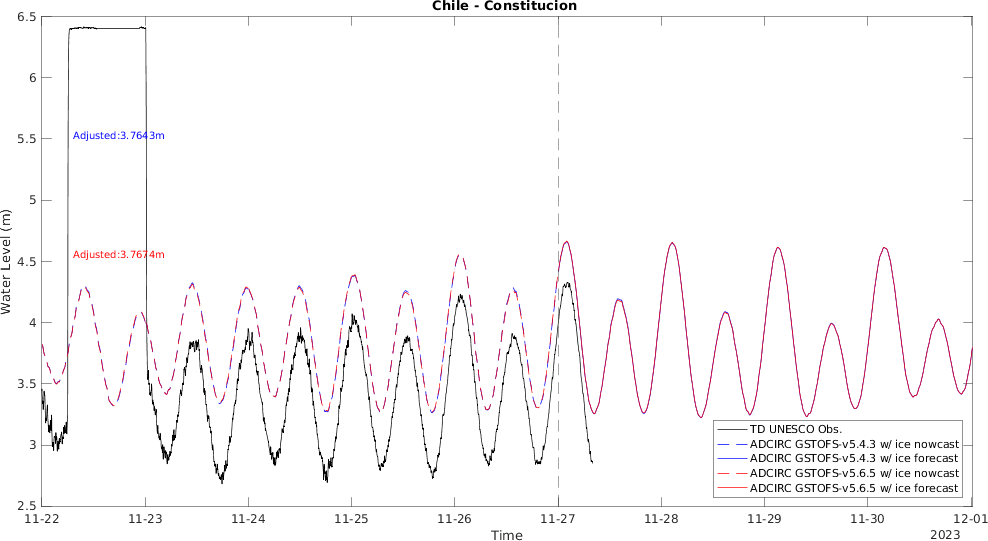 Chile - Constitucion
6.5
6
5.5
5
4.5
4
3.5
3
2.5
Water Level (m)
Adjusted:3.7643m
Adjusted:3.7674m
TD UNESCO Obs.
ADCIRC GSTOFS-v5.4.3 w/ ice nowcast
ADCIRC GSTOFS-v5.4.3 w/ ice forecast
ADCIRC GSTOFS-v5.6.5 w/ ice nowcast
ADCIRC GSTOFS-v5.6.5 w/ ice forecast
11-22 11-23 11-24 11-25 11-26 11-27 11-28 11-29 11-30 12-01
Time
2023